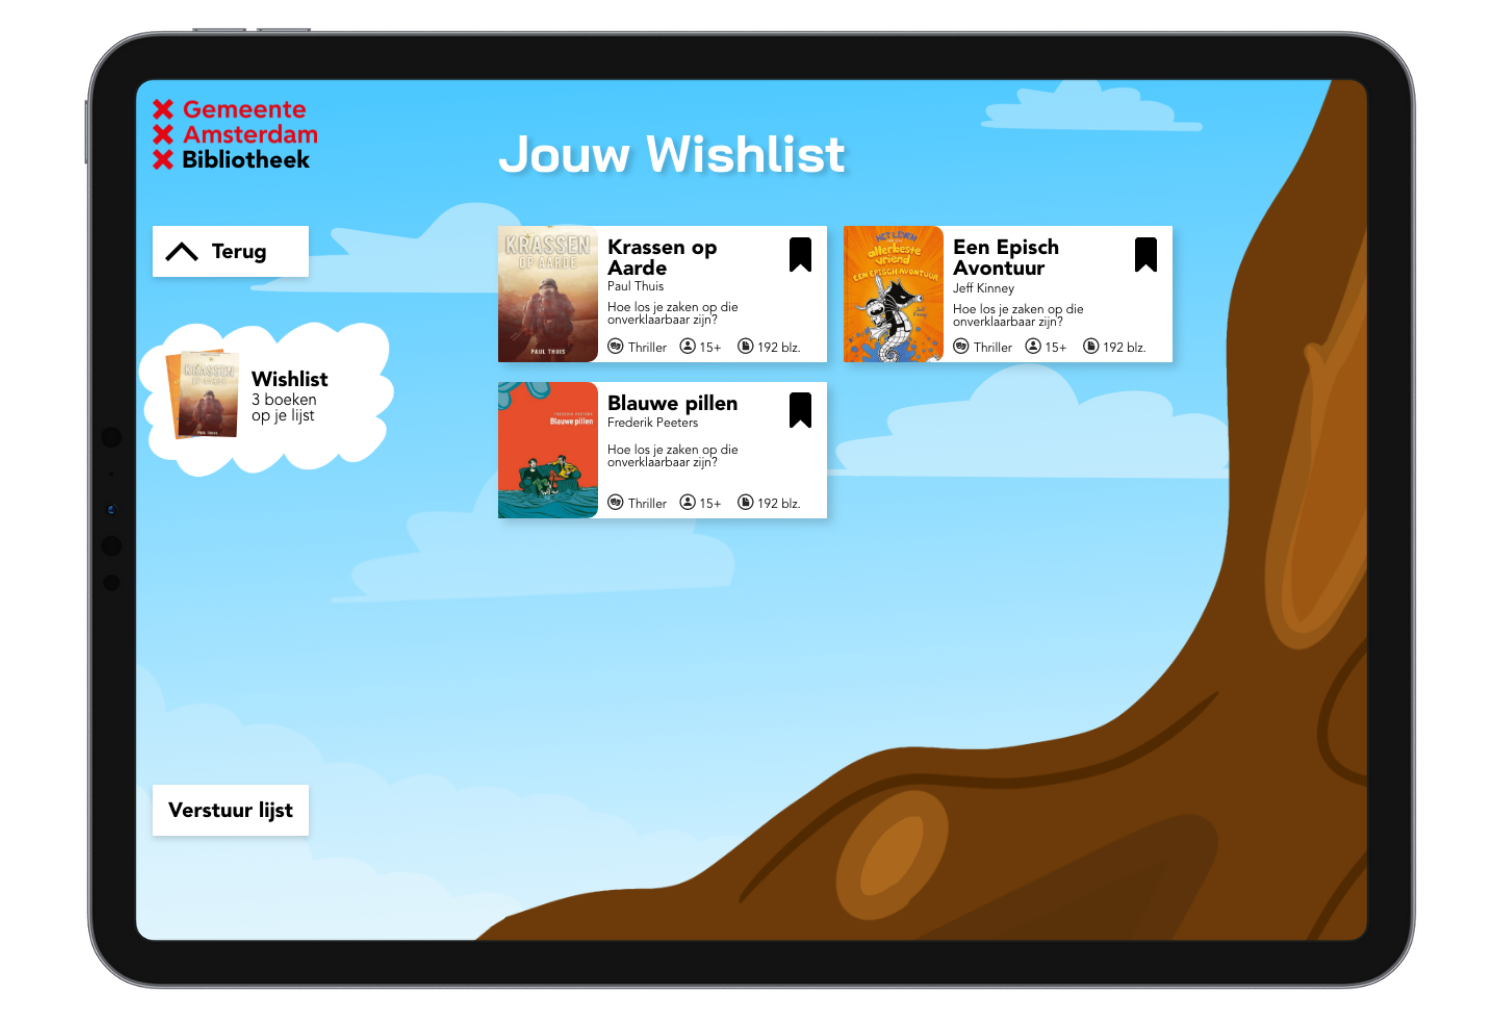 Gemeente
Amsterdam
Bibliotheek
Jouw Wishlist
Terug
KRASSEN
OP AARDE
PAUL THUIS
Krassen op
Aarde
Paul Thuis
Hoe los je zaken op die
onverklaarbaar zijn?
Thriller 15+ 192 blz.
HET LEVEN
allerbeste
vriend
EEN EPISCH AVONTUUR
Jeff
Kinney
Een Episch
Avontuur
Jeff Kinney
Hoe los je zaken op die
onverklaarbaar zijn?
Thriller 15+ 192 blz.
KRASSEN
OP AARDE
PAUL THUIS
Wishlist
3 boeken
op je lijst
FREDERIK PEETERS
Blauwe pillen
Blauwe pillen
Frederik Peeters
Hoe los je zaken op die
onverklaarbaar zijn?
Thriller 15+ 192 blz.
Verstuur lijst